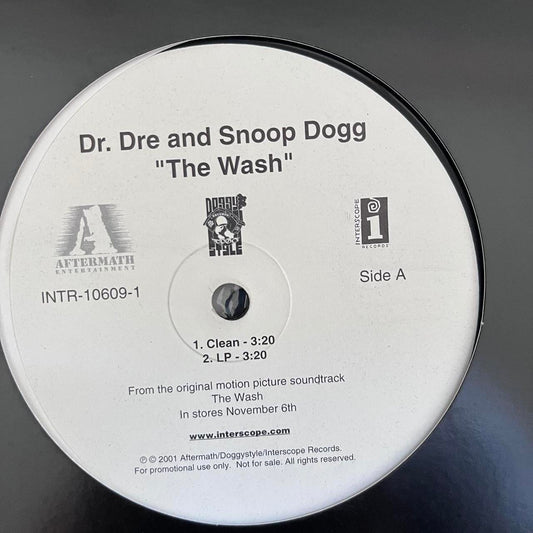 Dr. Dre and Snoop Dogg
"The Wash"
AFTERMATH
ENTERTAINMENT
DOGGY
STYLE
INTERSCOPE
RECORDS
INTR-10609-1
Side A
1. Clean - 3:20
2. LP - 3:20
From the original motion picture soundtrack
The Wash
In stores November 6th
www.interscope.com
℗ © 2001 Aftermath/Doggystyle/Interscope Records.
For promotional use only. Not for sale. All rights reserved.